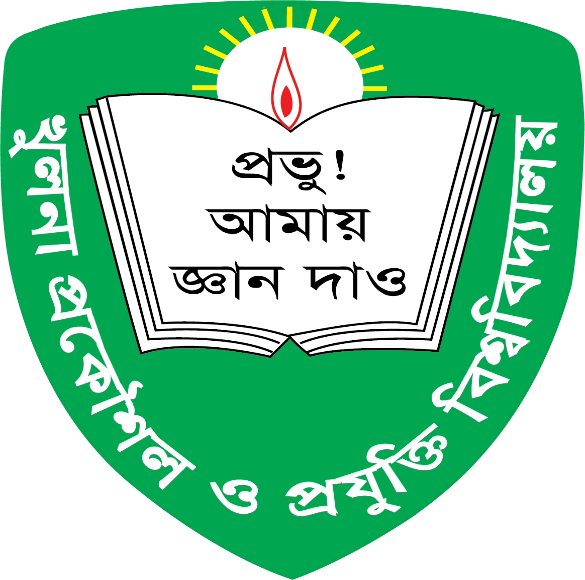 প্রভু!
আমায়
জ্ঞান দাও
খুলনা প্রকৌশল ও প্রযুক্তি বিশ্ববিদ্যালয়